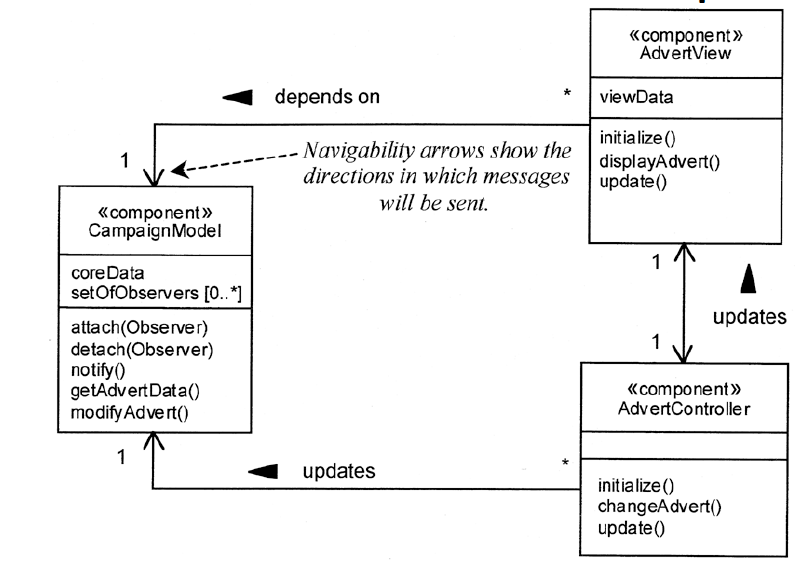 «component»
AdvertView
viewData
initialize()
displayAdvert()
update()
depends on
*
1
Navigability arrows show the
directions in which messages
will be sent.
«component»
CampaignModel
coreData
setOfObservers [0..*]
attach(Observer)
detach(Observer)
notify()
getAdvertData()
modifyAdvert()
1
updates
1
«component»
AdvertController
initialize()
changeAdvert()
update()
1
updates
*